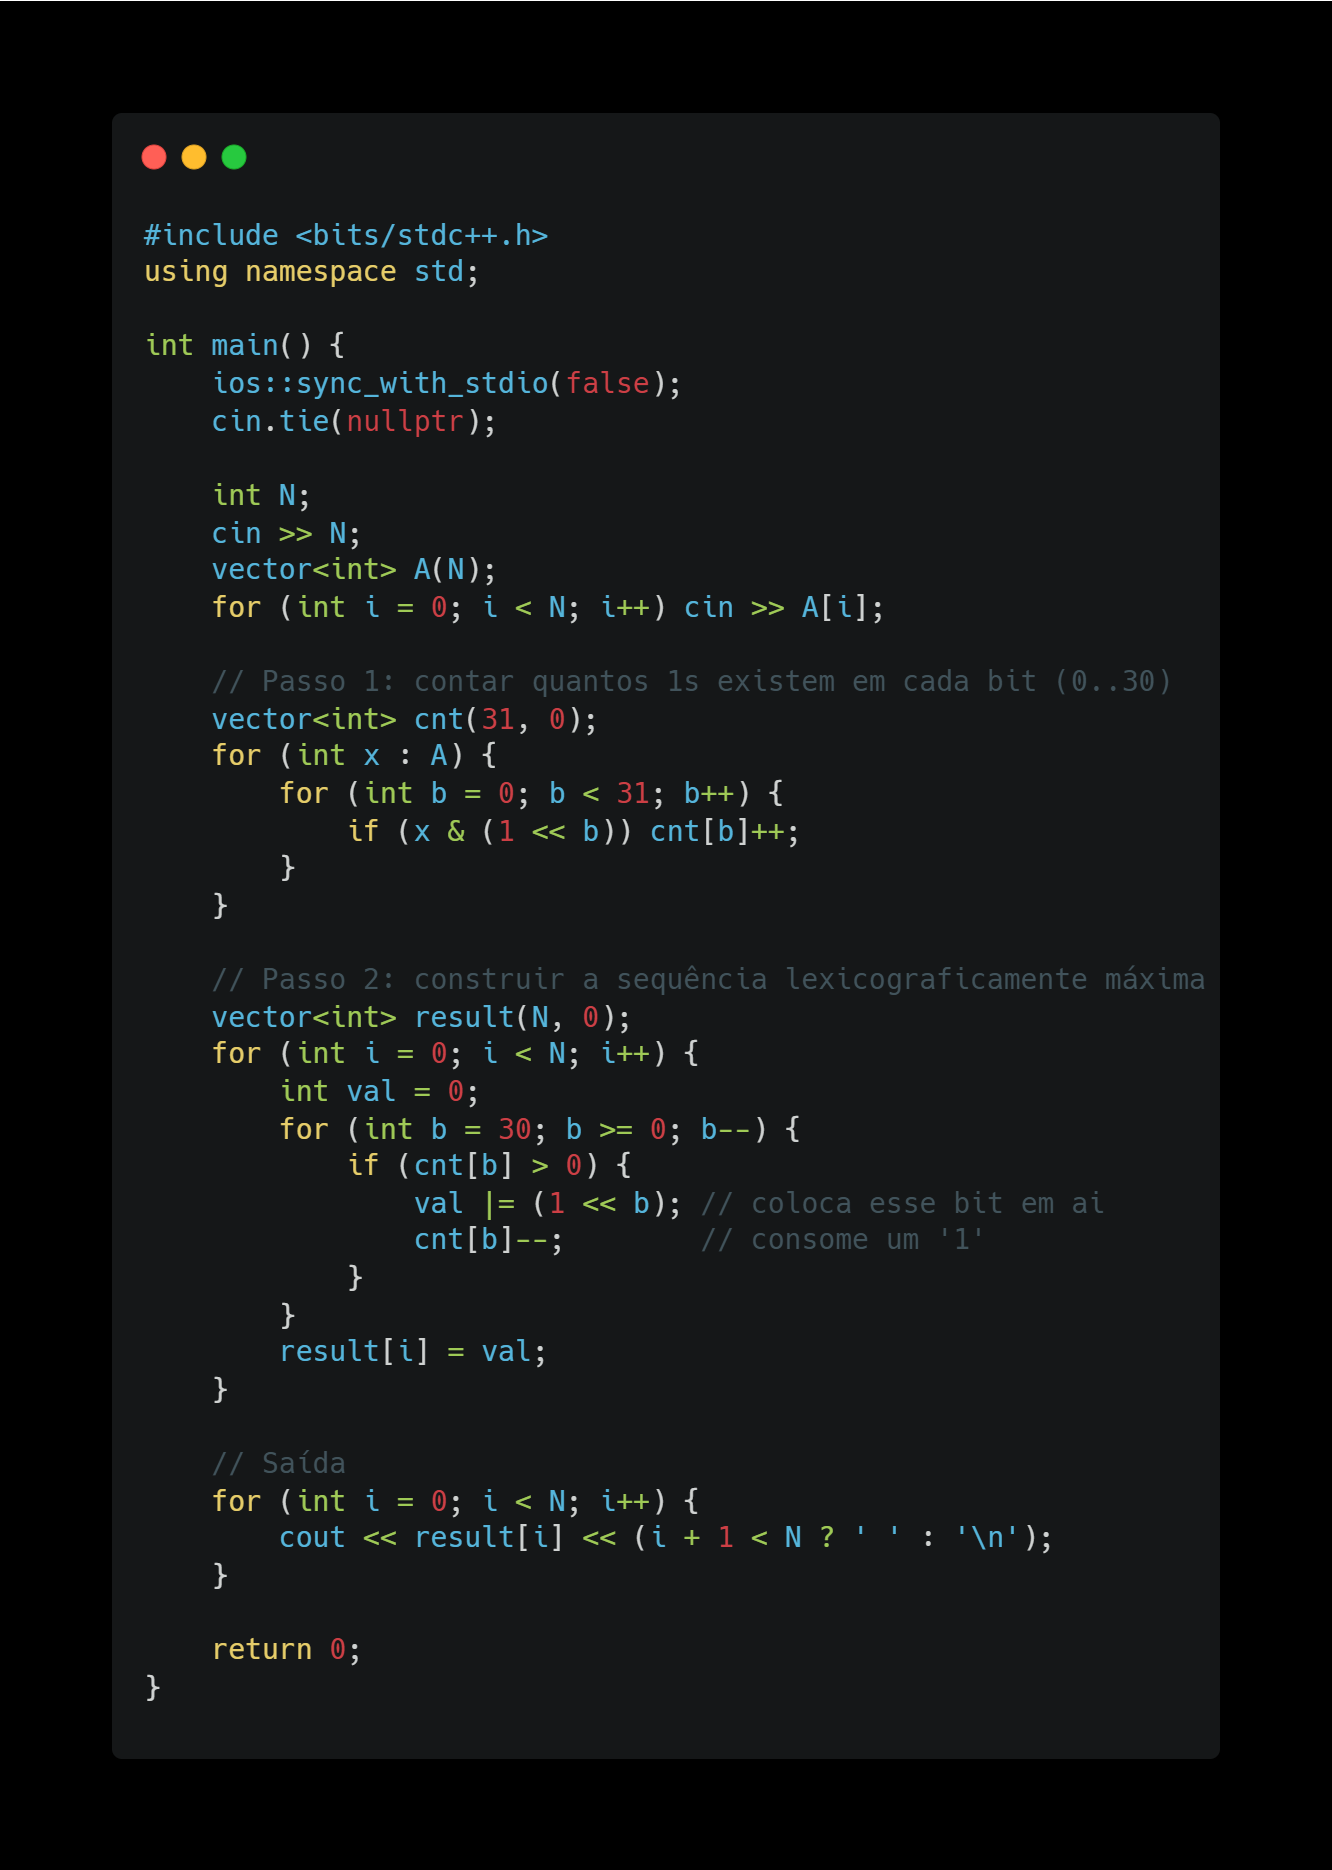 #include <bits/stdc++.h>
using namespace std;

int main() {
    ios::sync_with_stdio(false);
    cin.tie(nullptr);

    int N;
    cin >> N;
    vector<int> A(N);
    for (int i = 0; i < N; i++) cin >> A[i];

    // Passo 1: contar quantos 1s existem em cada bit (0..30)
    vector<int> cnt(31, 0);
    for (int x : A) {
        for (int b = 0; b < 31; b++) {
            if (x & (1 << b)) cnt[b]++;
        }
    }

    // Passo 2: construir a sequência lexicograficamente máxima
    vector<int> result(N, 0);
    for (int i = 0; i < N; i++) {
        int val = 0;
        for (int b = 30; b >= 0; b--) {
            if (cnt[b] > 0) {
                val |= (1 << b); // coloca esse bit em ai
                cnt[b]--;        // consome um '1'
            }
        }
        result[i] = val;
    }

    // Saída
    for (int i = 0; i < N; i++) {
        cout << result[i] << (i + 1 < N ? ' ' : '\n');
    }

    return 0;
}